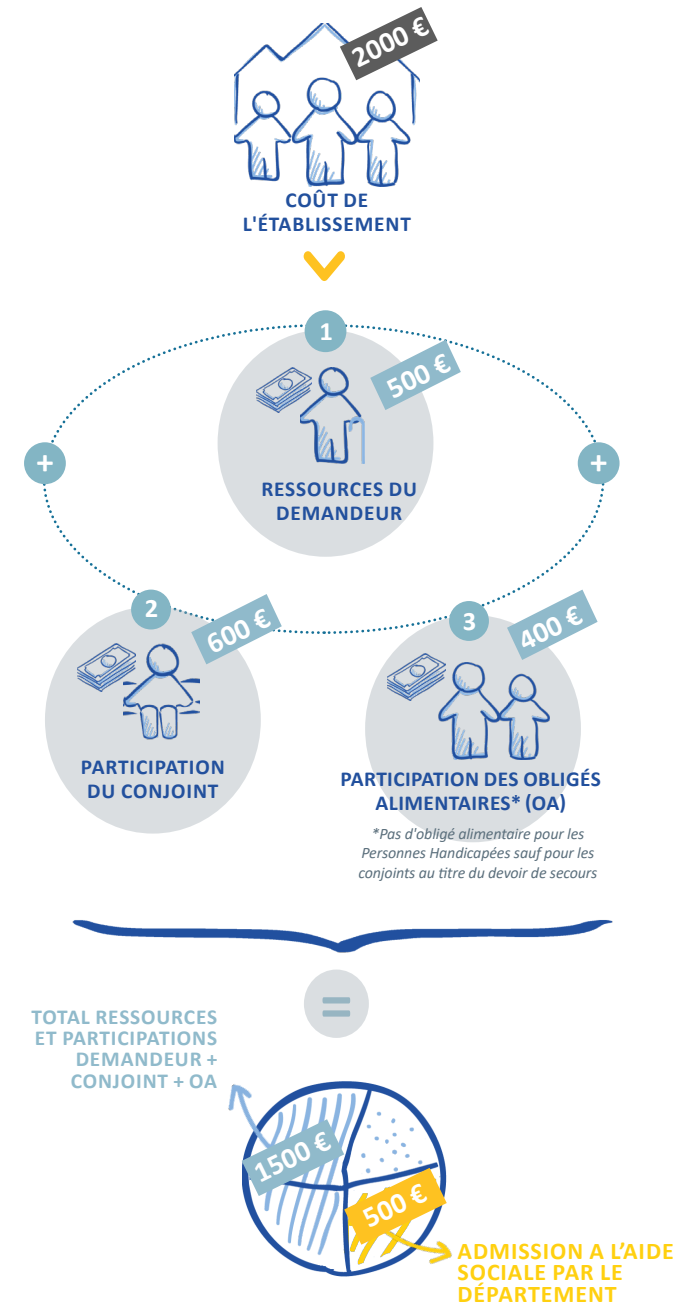 2000 €
COÛT DE
L'ÉTABLISSEMENT
1
500 €
RESSOURCES DU
DEMANDEUR
+
+
2
600 €
PARTICIPATION
DU CONJOINT
3
400 €
PARTICIPATION DES OBLIGÉS
ALIMENTAIRES* (OA)
*Pas d'obligé alimentaire pour les
Personnes Handicapées sauf pour les
conjoints au titre du devoir de secours
=
TOTAL RESSOURCES
ET PARTICIPATIONS
DEMANDEUR +
CONJOINT + OA
1500 €
500 €
ADMISSION A L'AIDE
SOCIALE PAR LE
DÉPARTEMENT